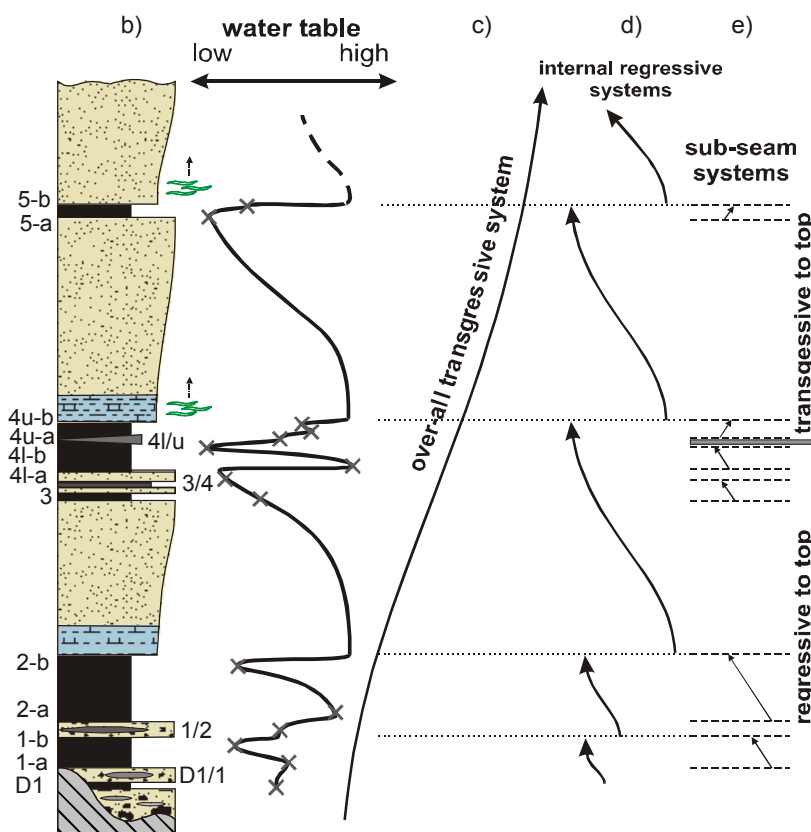 b)
water table
low
high
c)
d)
e)
internal regressive
systems
sub-seam
systems
over-all transgressive system
transgessive to top
regressive to top
5-b
5-a
4u-b
4u-a
4l/u
4l-b
4l-a
3/4
3
2-b
2-a
1/2
1-b
1-a
D1/1
D1